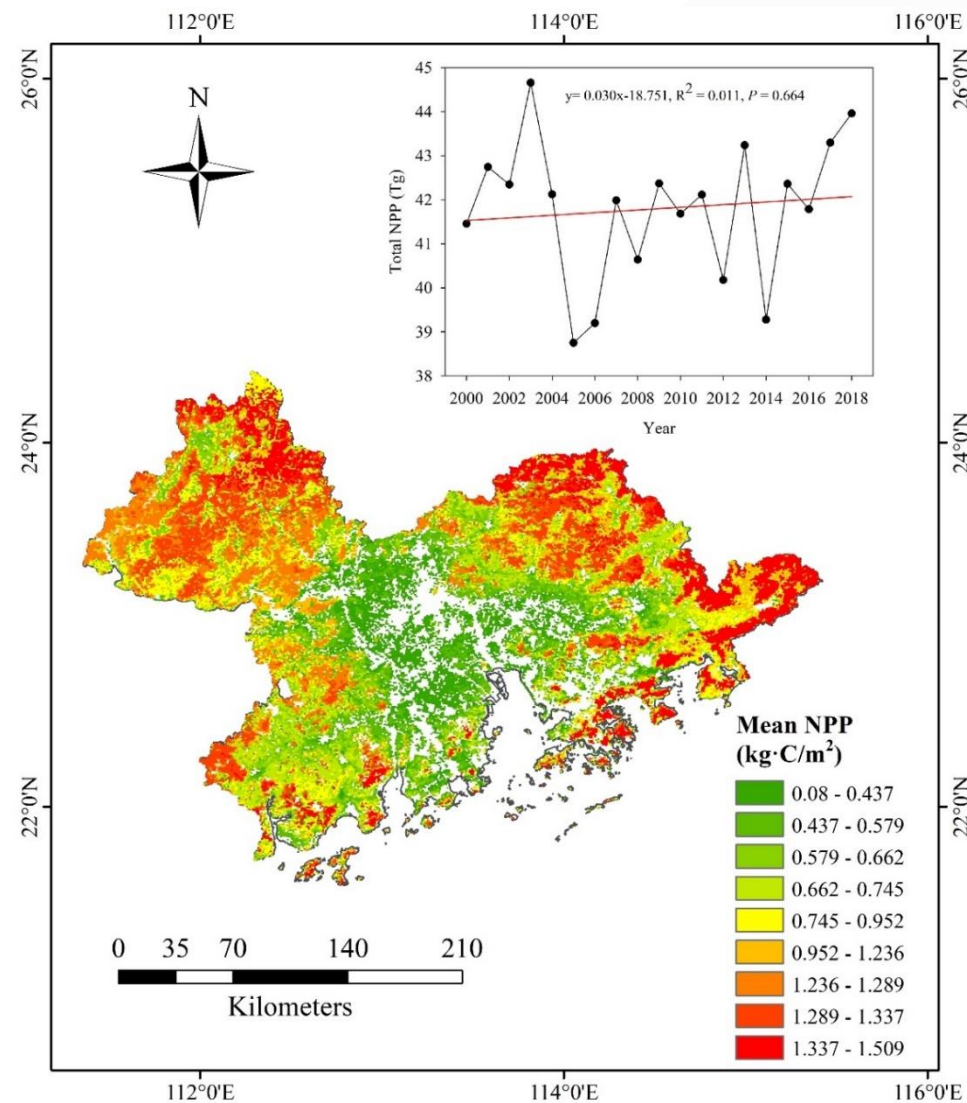 112°0'E 114°0'E 116°0'E
26°0'N 26°0'N
N
45
44
43
42
41
40
39
38
Total NPP (Tg)
y= 0.030x-18.751, R² = 0.011, P = 0.664
2000 2002 2004 2006 2008 2010 2012 2014 2016 2018
Year
24°0'N 24°0'N
22°0'N 22°0'N
Mean NPP
(kg·C/m²)
0.08 - 0.437
0.437 - 0.579
0.579 - 0.662
0.662 - 0.745
0.745 - 0.952
0.952 - 1.236
1.236 - 1.289
1.289 - 1.337
1.337 - 1.509
0 35 70 140 210
Kilometers
112°0'E 114°0'E 116°0'E